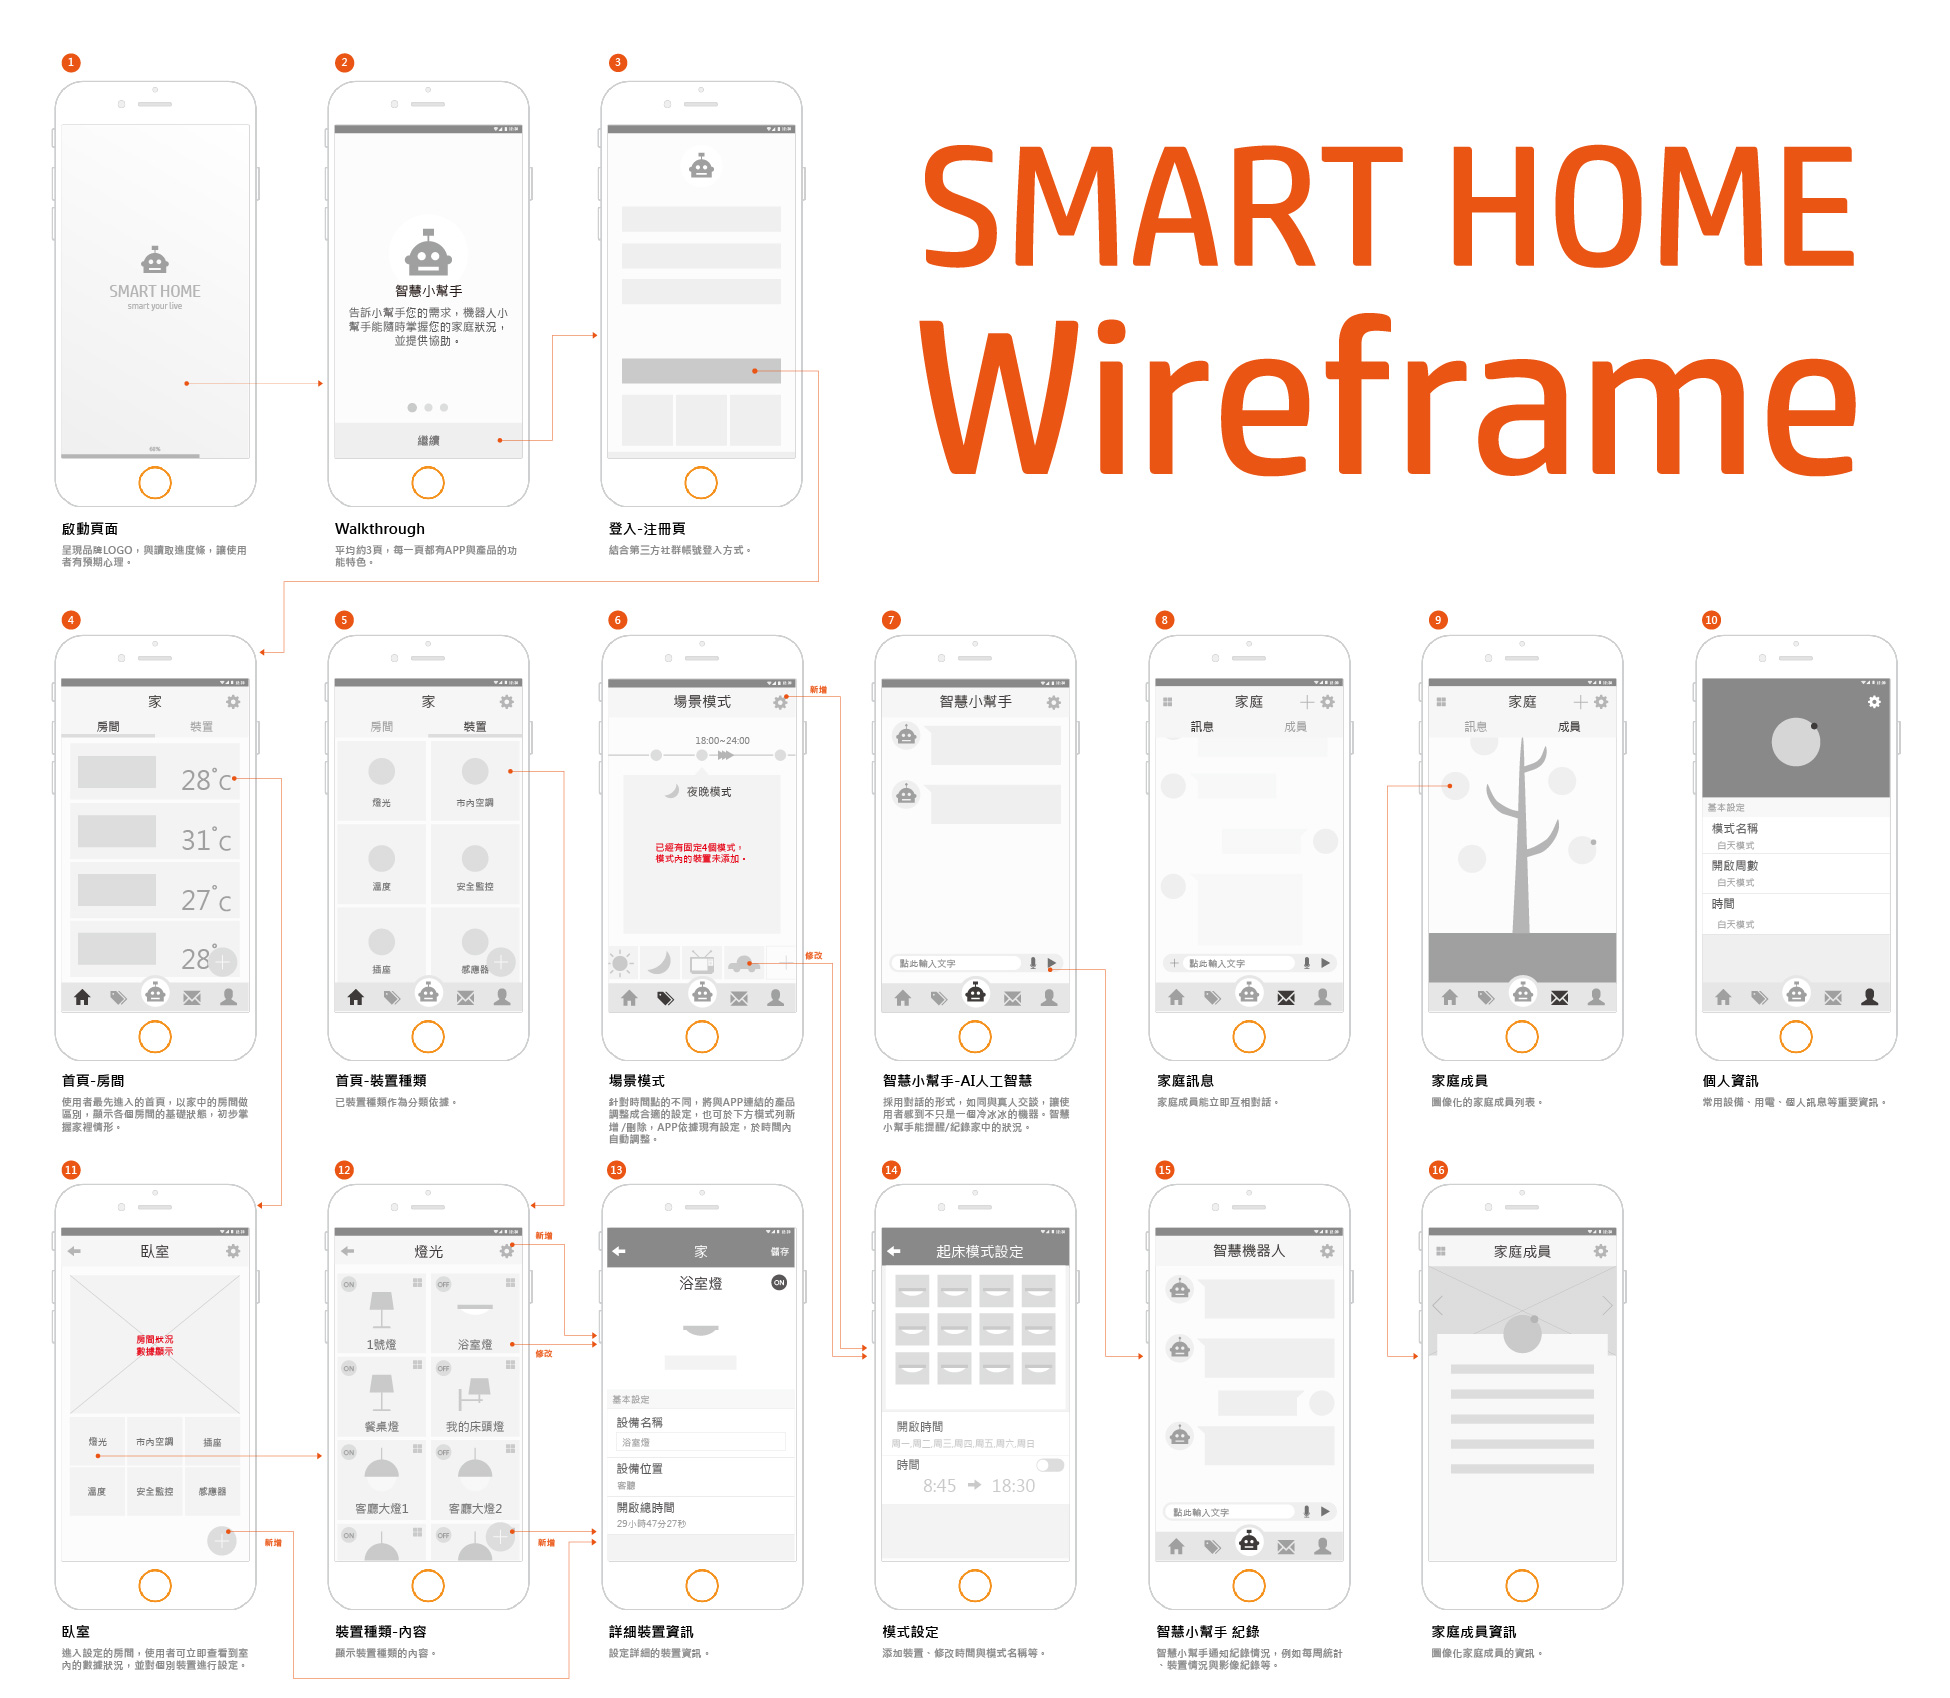 SMART HOME
Wireframe
1
SMART HOME
smart your live
60%
啟動頁面
呈現品牌LOGO，與讀取進度條，讓使用
者有預期心理。
2
智慧小幫手
告訴小幫手您的需求，機器人小
幫手能隨時掌握您的家庭狀況，
並提供協助。
繼續
Walkthrough
平均約3頁，每一頁都有APP與產品的功
能特色。
3
登入-注冊頁
結合第三方社群帳號登入方式。
4
家
房間 裝置
28°C
31°C
27°C
28°
首頁-房間
使用者最先進入的首頁，以家中的房間做
區別，顯示各個房間的基礎狀態，初步掌
握家裡情形。
5
家
房間 裝置
燈光 市內空調
溫度 安全監控
插座 感應器
首頁-裝置種類
已裝置種類作為分類依據。
6
場景模式
新增
18:00~24:00
夜晚模式
已經有固定4個模式，
模式內的裝置未添加。
修改
場景模式
針對時間點的不同，將與APP連結的產品
調整成合適的設定，也可於下方模式列新
增 /刪除，APP依據現有設定，於時間內
自動調整。
7
智慧小幫手
點此輸入文字
智慧小幫手-AI人工智慧
採用對話的形式，如同與真人交談，讓使
用者感到不只是一個冷冰冰的機器。智慧
小幫手能提醒/紀錄家中的狀況。
8
家庭
訊息 成員
點此輸入文字
家庭訊息
家庭成員能立即互相對話。
9
家庭
訊息 成員
家庭成員
圖像化的家庭成員列表。
10
基本設定
模式名稱
白天模式
開啟周數
白天模式
時間
白天模式
個人資訊
常用設備、用電、個人訊息等重要資訊。
11
臥室
房間狀況
數據顯示
燈光 市內空調 插座
溫度 安全監控 感應器
新增
臥室
進入設定的房間，使用者可立即查看到室
內的數據狀況，並對個別裝置進行設定。
12
燈光
新增
ON OFF
1號燈 浴室燈
修改
ON OFF
餐桌燈 我的床頭燈
ON OFF
客廳大燈1 客廳大燈2
ON OFF
新增
裝置種類-內容
顯示裝置種類的內容。
13
家 儲存
浴室燈 ON
基本設定
設備名稱
浴室燈
設備位置
客廳
開啟總時間
29小時47分27秒
詳細裝置資訊
設定詳細的裝置資訊。
14
起床模式設定
開啟時間
周一,周二,周三,周四,周五,周六,周日
時間
8:45 18:30
模式設定
添加裝置、修改時間與模式名稱等。
15
智慧機器人
點此輸入文字
智慧小幫手 紀錄
智慧小幫手通知紀錄情況，例如每周統計
、裝置情況與影像紀錄等。
16
家庭成員
家庭成員資訊
圖像化家庭成員的資訊。